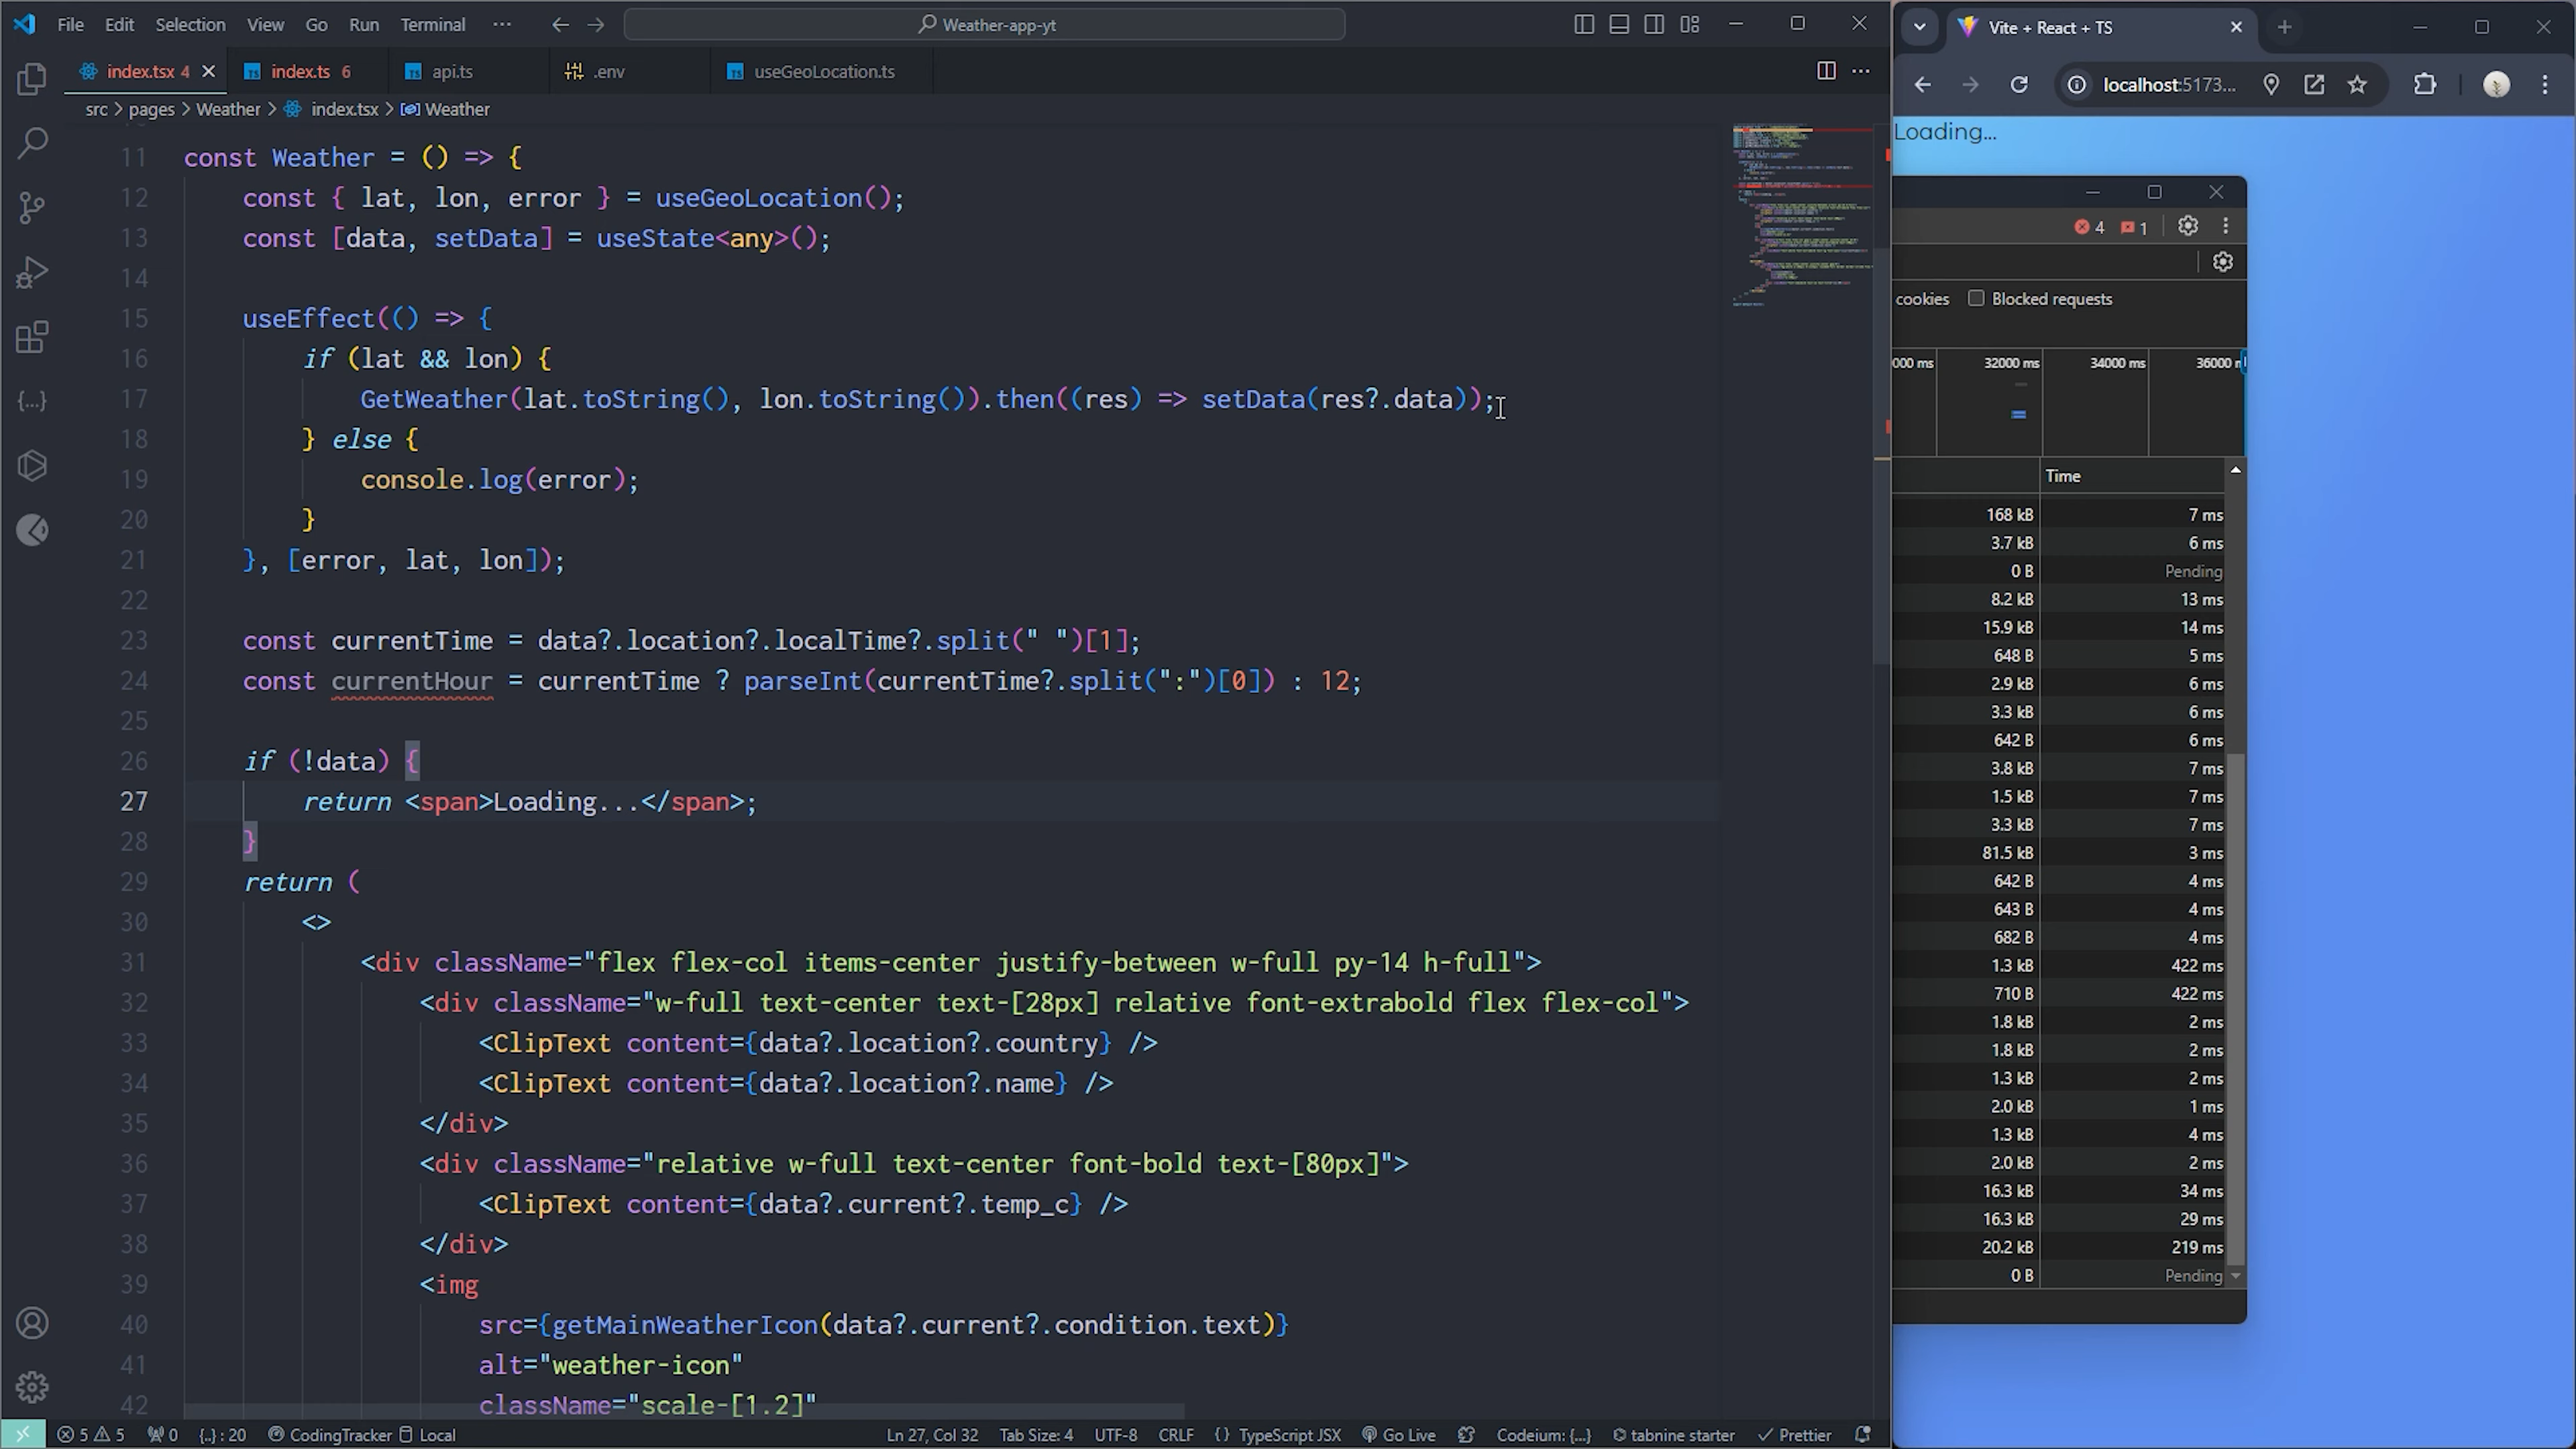 File Edit Selection View Go Run Terminal ··· Weather-app-yt
index.tsx 4 index.ts 6 api.ts .env useGeoLocation.ts
src > pages > Weather > index.tsx > Weather
11 const Weather = () => {
12 const { lat, lon, error } = useGeoLocation();
13 const [data, setData] = useState<any>();
14
15 useEffect(() => {
16 if (lat && lon) {
17 GetWeather(lat.toString(), lon.toString()).then((res) => setData(res?.data));
18 } else {
19 console.log(error);
20 }
21 }, [error, lat, lon]);
22
23 const currentTime = data?.location?.localTime?.split(" ")[1];
24 const currentHour = currentTime ? parseInt(currentTime?.split(":")[0]) : 12;
25
26 if (!data) {
27 return <span>Loading...</span>;
28 }
29 return (
30 <>
31 <div className="flex flex-col items-center justify-between w-full py-14 h-full">
32 <div className="w-full text-center text-[28px] relative font-extrabold flex flex-col">
33 <ClipText content={data?.location?.country} />
34 <ClipText content={data?.location?.name} />
35 </div>
36 <div className="relative w-full text-center font-bold text-[80px]">
37 <ClipText content={data?.current?.temp_c} />
38 </div>
39 <img
40 src={getMainWeatherIcon(data?.current?.condition.text)}
41 alt="weather-icon"
42 className="scale-[1.2]"
5 5 0 {..} : 20 CodingTracker Local Ln 27, Col 32 Tab Size: 4 UTF-8 CRLF {} TypeScript JSX Go Live Codeium: {...} tabnine starter Prettier
Vite + React + TS
localhost:5173...
Loading...
4 1
cookies Blocked requests
000 ms 32000 ms 34000 ms 36000
Time
168 kB 7 ms
3.7 kB 6 ms
0 B Pending
8.2 kB 13 ms
15.9 kB 14 ms
648 B 5 ms
2.9 kB 6 ms
3.3 kB 6 ms
642 B 6 ms
3.8 kB 7 ms
1.5 kB 7 ms
3.3 kB 7 ms
81.5 kB 3 ms
642 B 4 ms
643 B 4 ms
682 B 4 ms
1.3 kB 422 ms
710 B 422 ms
1.8 kB 2 ms
1.8 kB 2 ms
1.3 kB 2 ms
2.0 kB 1 ms
1.3 kB 4 ms
2.0 kB 2 ms
16.3 kB 34 ms
16.3 kB 29 ms
20.2 kB 219 ms
0 B Pending